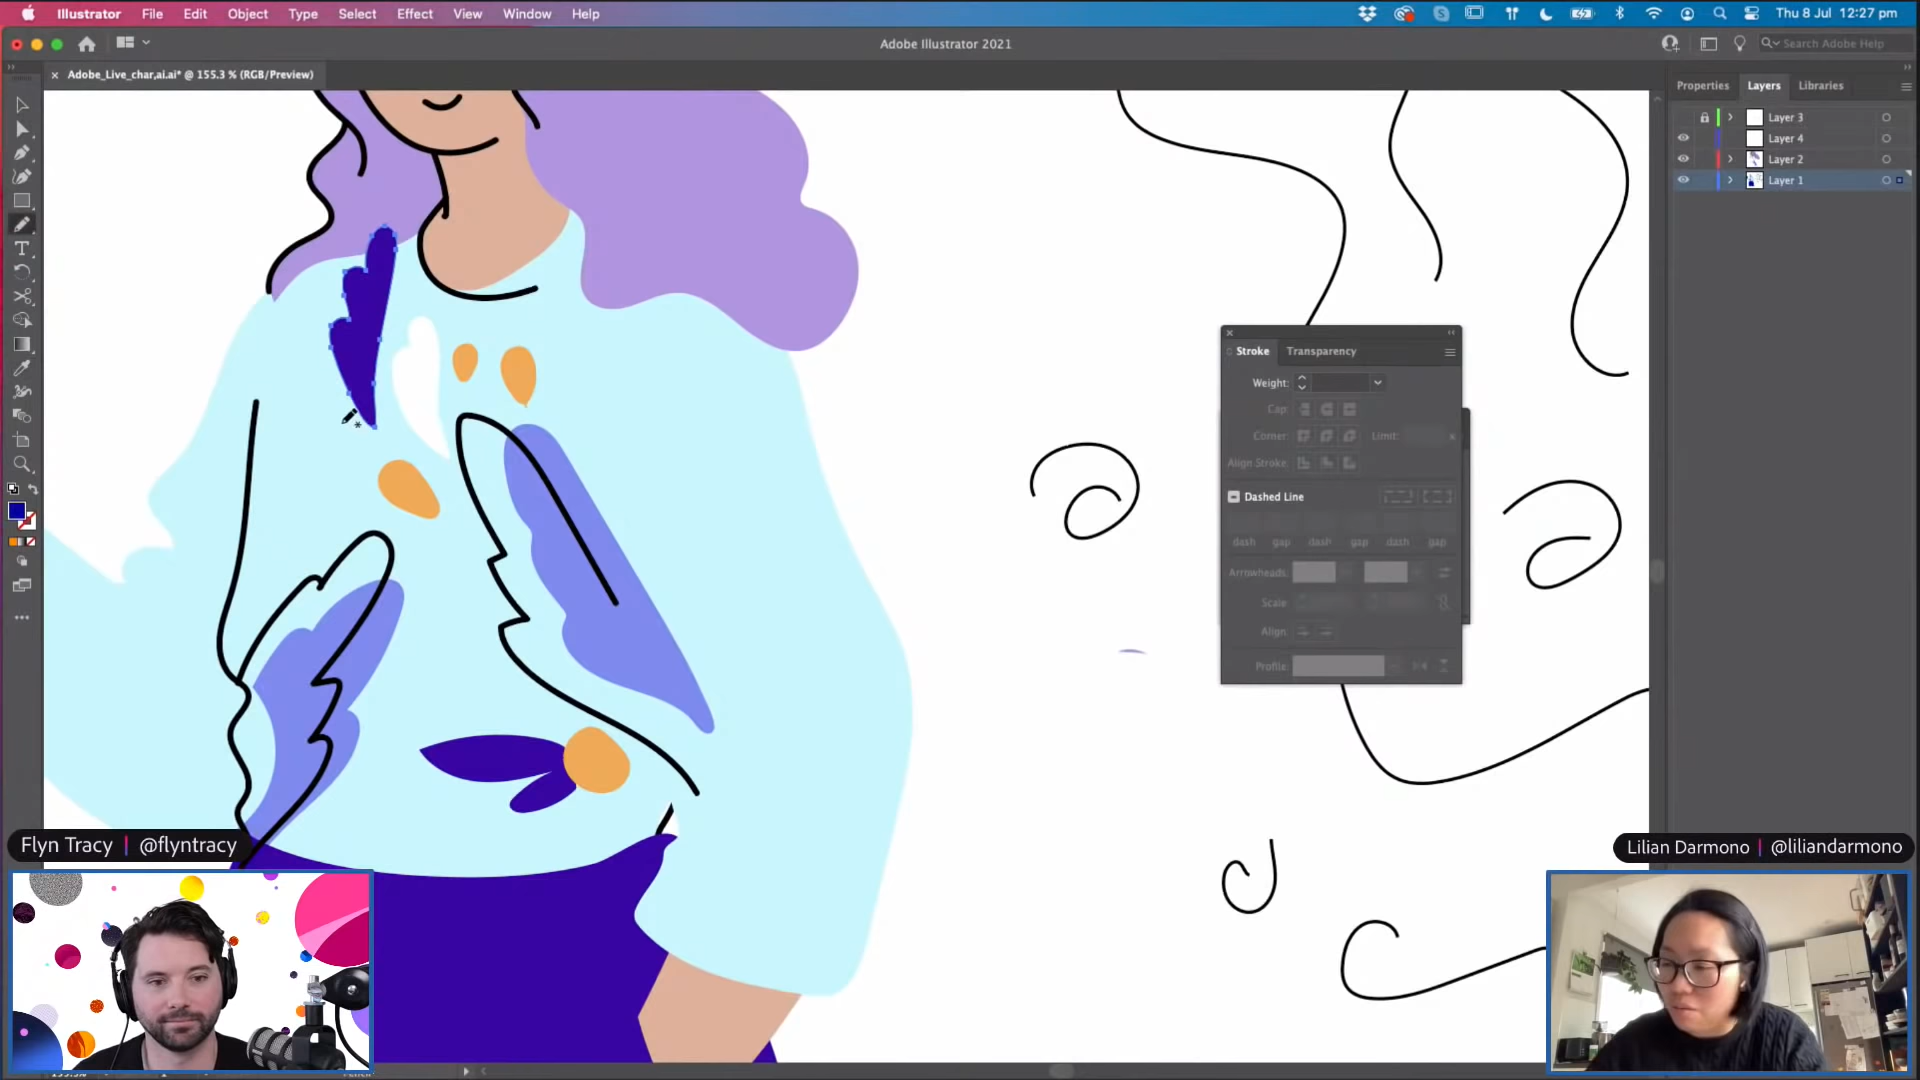 Illustrator File Edit Object Type Select Effect View Window Help
Thu 8 Jul 12:27 pm
Adobe Illustrator 2021
Search Adobe Help
Adobe_Live_char,ai.ai* @ 155.3 % (RGB/Preview)
Properties Layers Libraries
Layer 3
Layer 4
Layer 2
Layer 1
Stroke Transparency
Weight:
Cap:
Corner: Limit:
Align Stroke:
Dashed Line
dash gap dash gap dash gap
Arrowheads:
Scale
Align:
Profile:
Flyn Tracy | @flyntracy
Lilian Darmono | @liliandarmono